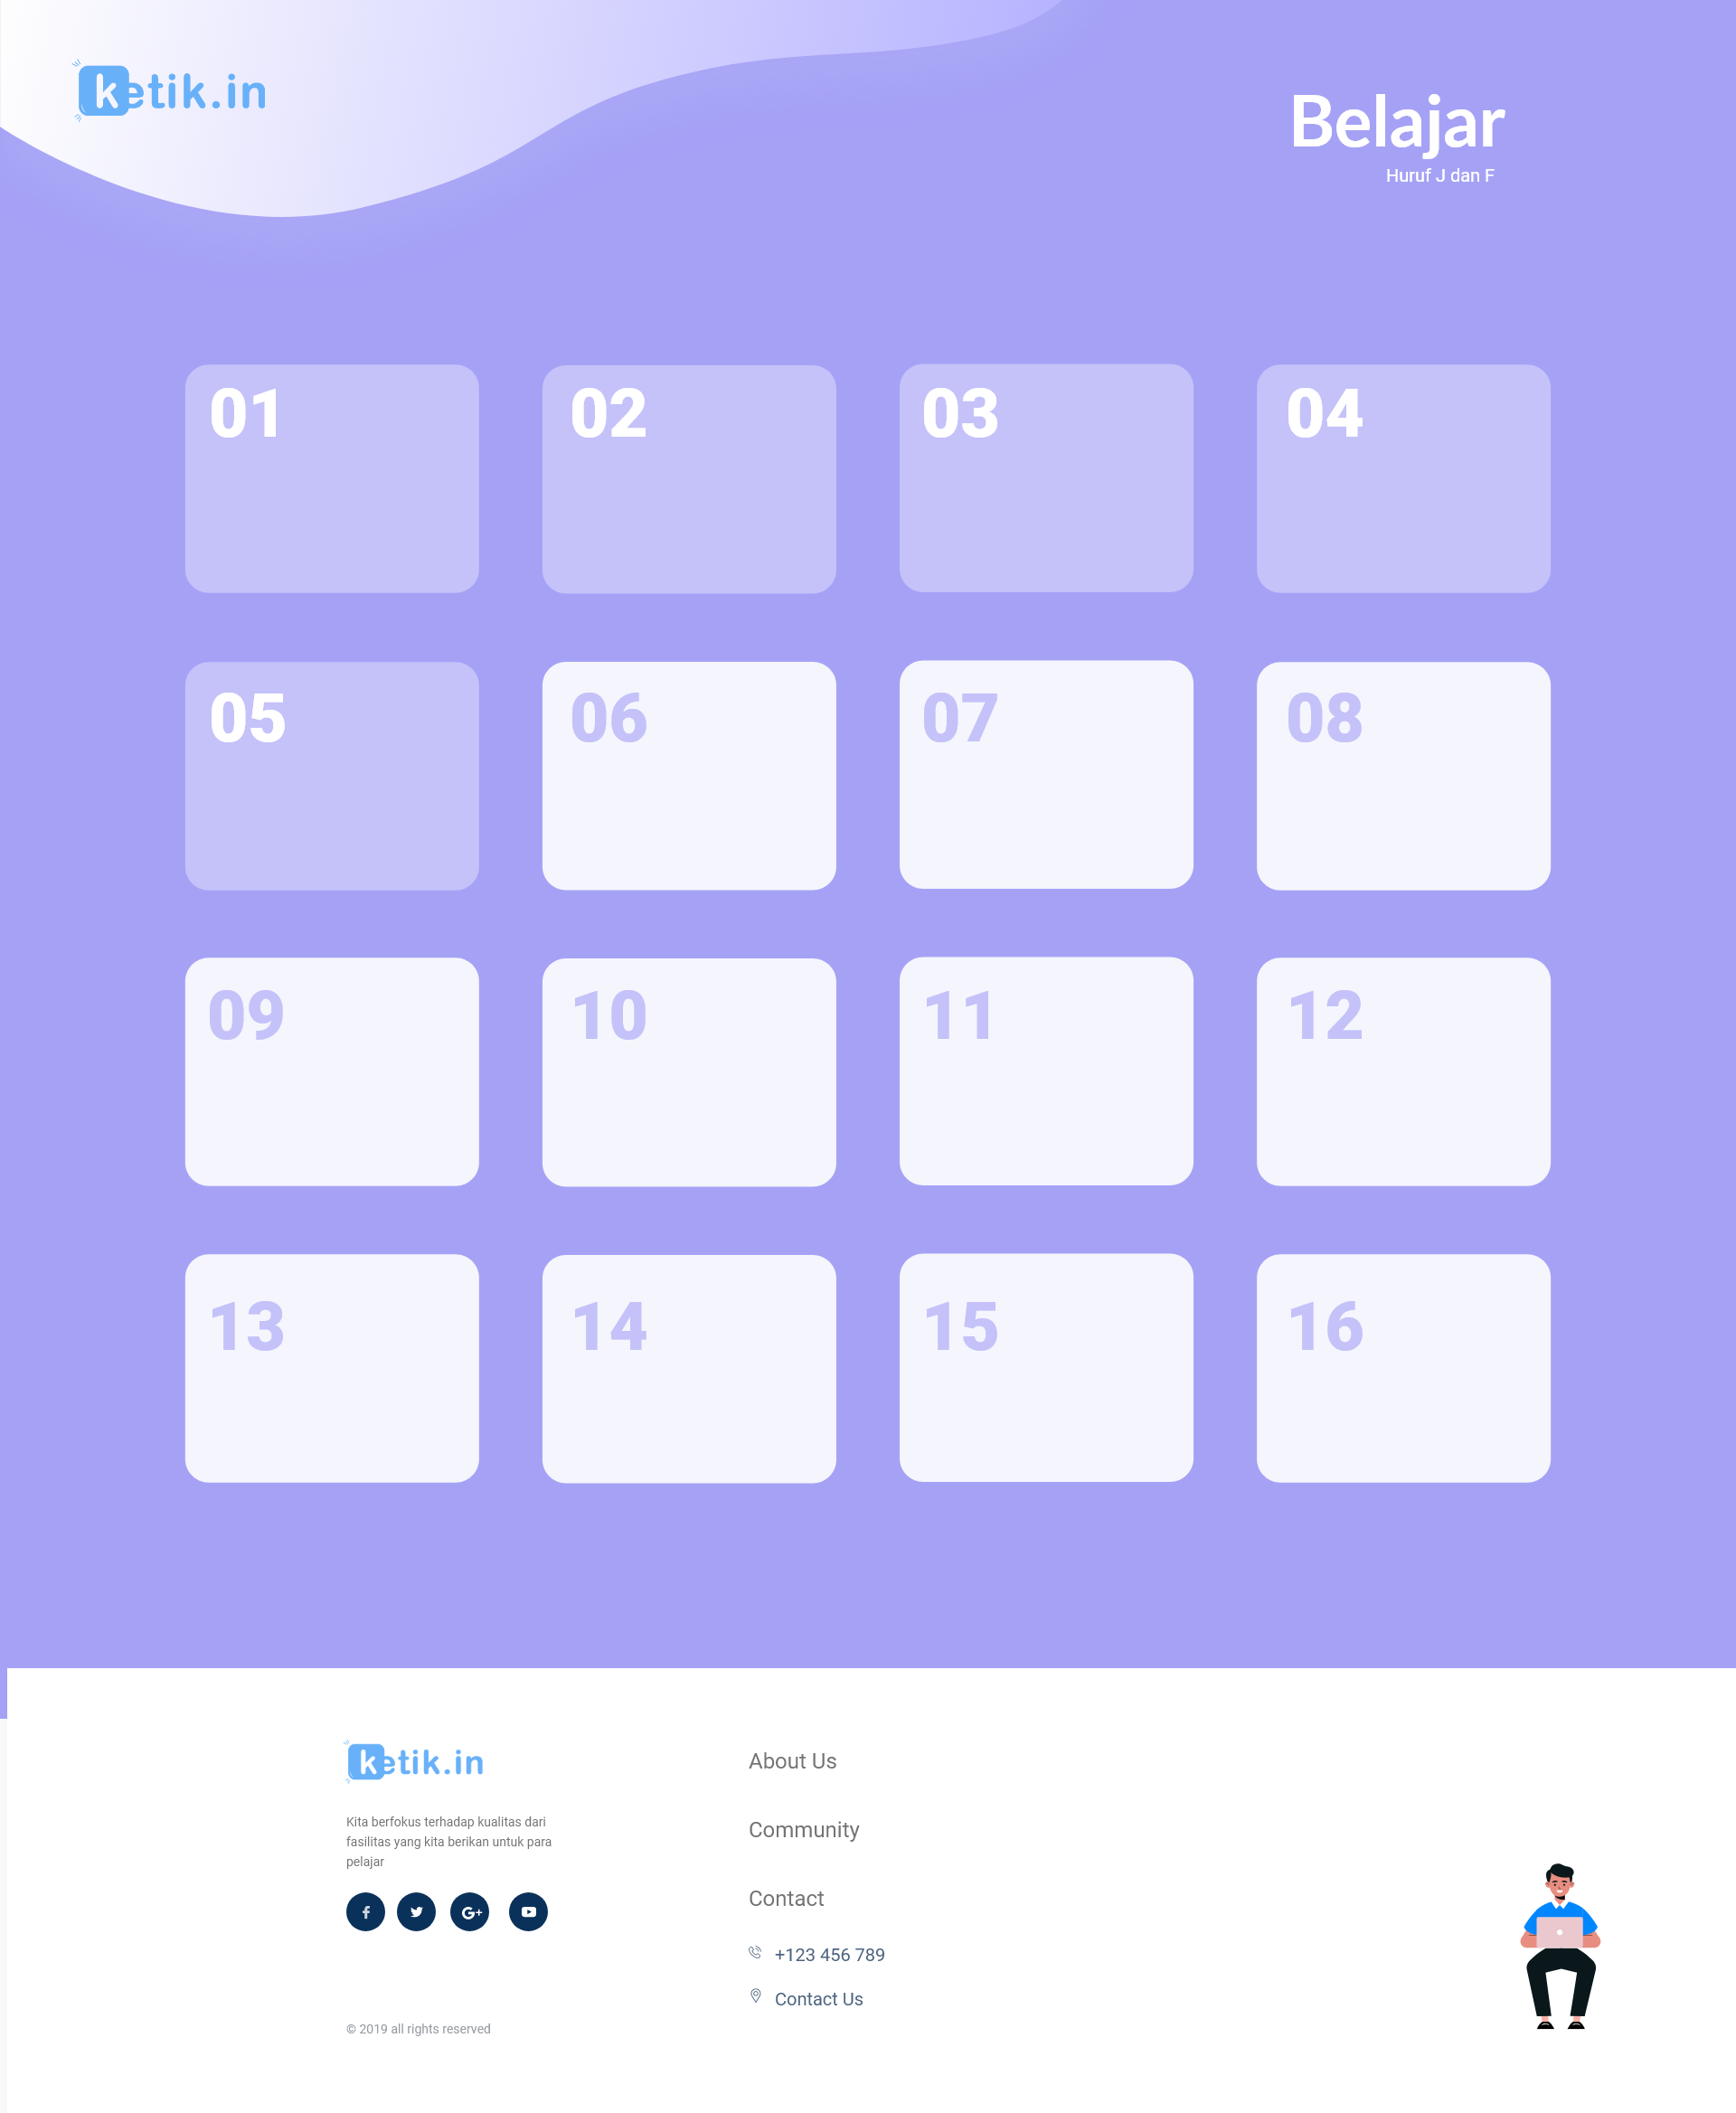 ketik.in
Belajar
Huruf J dan F
01
02
03
04
05
06
07
08
09
10
11
12
13
14
15
16
ketik.in
Kita berfokus terhadap kualitas dari
fasilitas yang kita berikan untuk para
pelajar
© 2019 all rights reserved
About Us
Community
Contact
+123 456 789
Contact Us